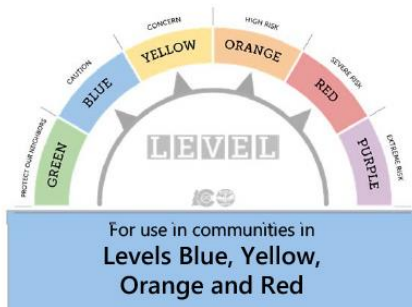 PROTECT OUR NEIGHBORS
GREEN
CAUTION
BLUE
CONCERN
YELLOW
HIGH RISK
ORANGE
SEVERE RISK
RED
EXTREME RISK
PURPLE
LEVEL
For use in communities in
Levels Blue, Yellow,
Orange and Red